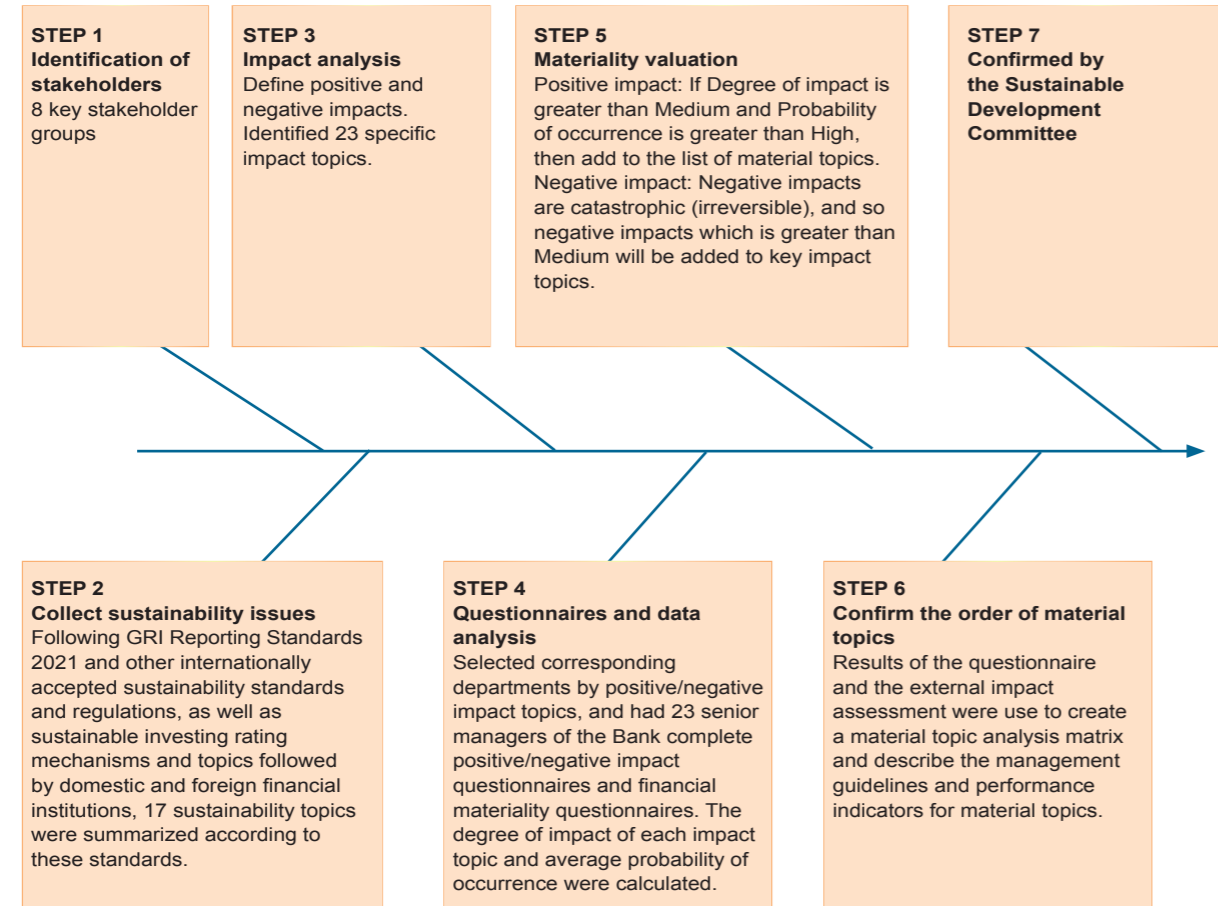 STEP 1
Identification of
stakeholders
8 key stakeholder
groups
STEP 3
Impact analysis
Define positive and
negative impacts.
Identified 23 specific
impact topics.
STEP 5
Materiality valuation
Positive impact: If Degree of impact is
greater than Medium and Probability
of occurrence is greater than High,
then add to the list of material topics.
Negative impact: Negative impacts
are catastrophic (irreversible), and so
negative impacts which is greater than
Medium will be added to key impact
topics.
STEP 7
Confirmed by
the Sustainable
Development
Committee
STEP 2
Collect sustainability issues
Following GRI Reporting Standards
2021 and other internationally
accepted sustainability standards
and regulations, as well as
sustainable investing rating
mechanisms and topics followed
by domestic and foreign financial
institutions, 17 sustainability topics
were summarized according to
these standards.
STEP 4
Questionnaires and data
analysis
Selected corresponding
departments by positive/negative
impact topics, and had 23 senior
managers of the Bank complete
positive/negative impact
questionnaires and financial
materiality questionnaires. The
degree of impact of each impact
topic and average probability of
occurrence were calculated.
STEP 6
Confirm the order of material
topics
Results of the questionnaire
and the external impact
assessment were use to create
a material topic analysis matrix
and describe the management
guidelines and performance
indicators for material topics.